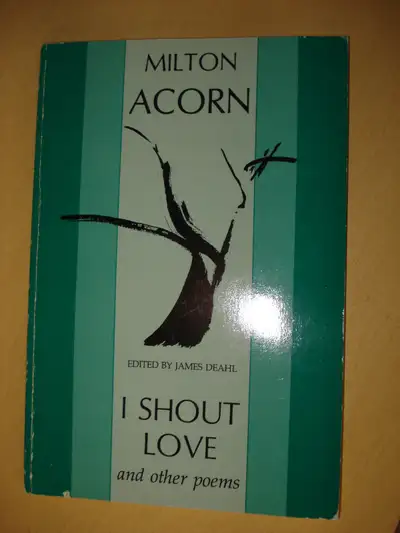 MILTON
ACORN
EDITED BY JAMES DEAHL
I SHOUT
LOVE
and other poems